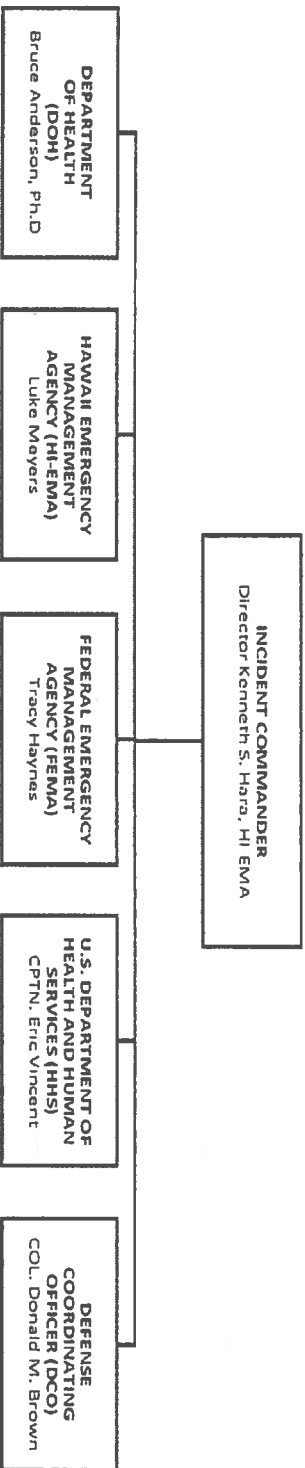 INCIDENT COMMANDER
Director Kenneth S. Hara, HI EMA
DEPARTMENT
OF HEALTH
(DOH)
Bruce Anderson, Ph.D
HAWAII EMERGENCY
MANAGEMENT
AGENCY (HI-EMA)
Luke Meyers
FEDERAL EMERGENCY
MANAGEMENT
AGENCY (FEMA)
Tracy Haynes
U.S. DEPARTMENT OF
HEALTH AND HUMAN
SERVICES (HHS)
CPTN. Eric Vincent
DEFENSE
COORDINATING
OFFICER (DCO)
COL. Donald M. Brown